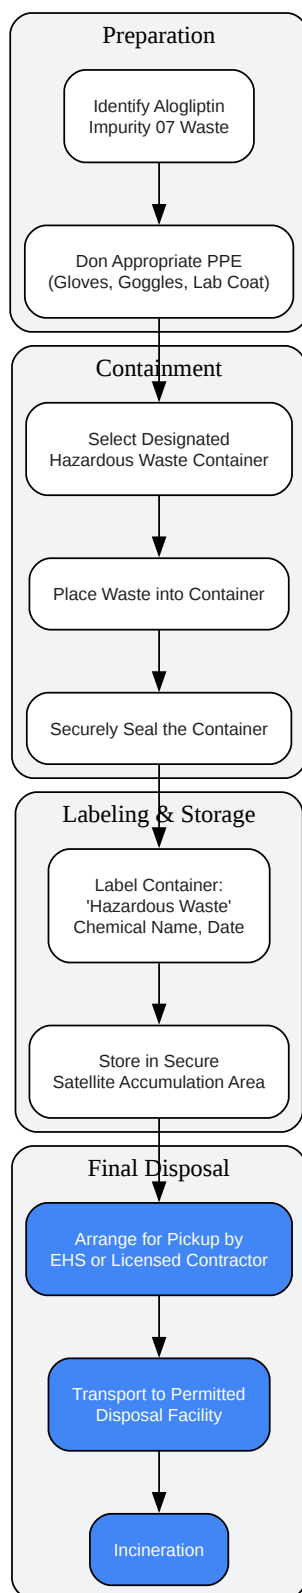 Preparation
Identify Alogliptin
Impurity 07 Waste
Don Appropriate PPE
(Gloves, Goggles, Lab Coat)
Containment
Select Designated
Hazardous Waste Container
Place Waste into Container
Securely Seal the Container
Labeling & Storage
Label Container:
'Hazardous Waste'
Chemical Name, Date
Store in Secure
Satellite Accumulation Area
Final Disposal
Arrange for Pickup by
EHS or Licensed Contractor
Transport to Permitted
Disposal Facility
Incineration